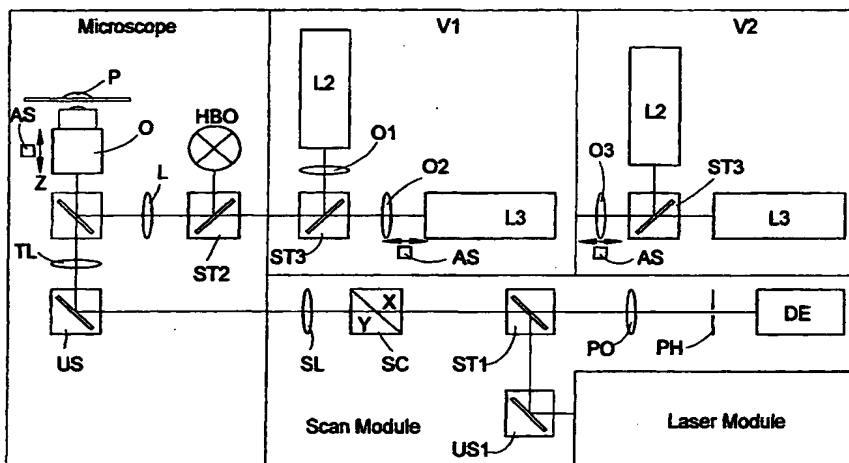 Microscope
V1
V2
P
L2
L2
AS
HBO
O
O1
Z
L
O2
O3
ST3
L3
L3
TL
ST2
ST3
AS
AS
US
SL
X
Y
SC
ST1
PO
PH
DE
US1
Scan Module
Laser Module